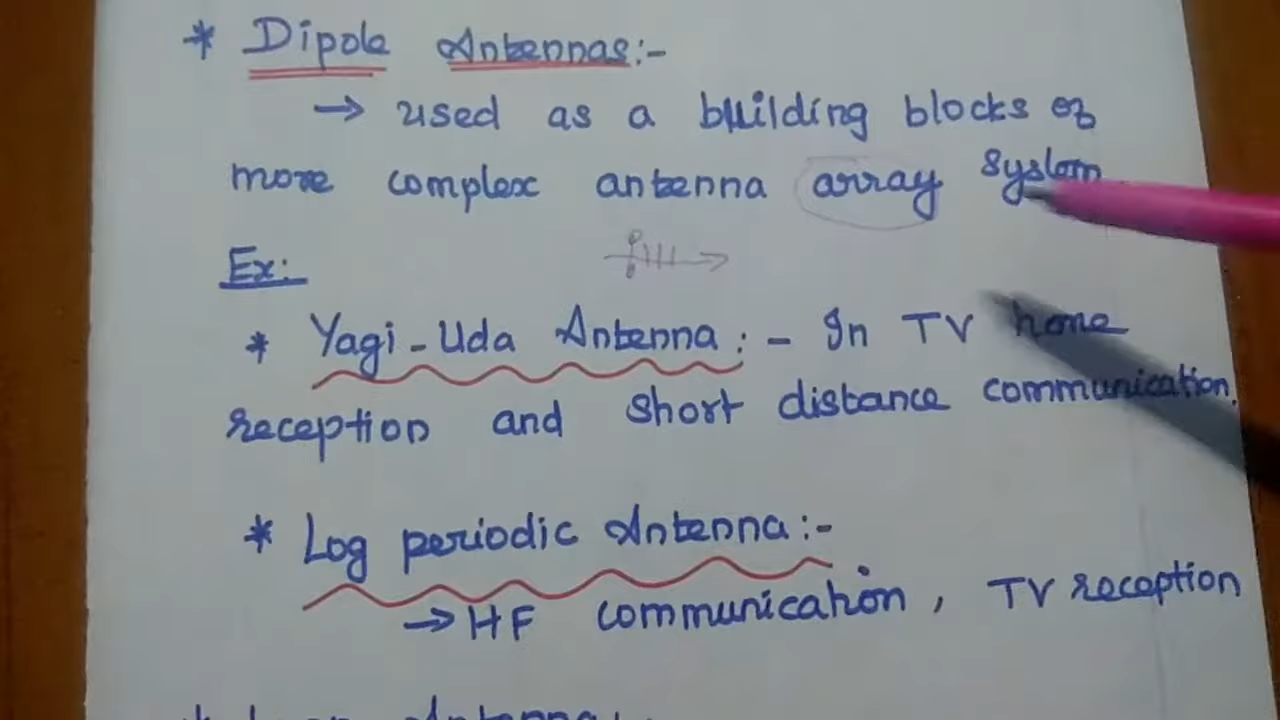 * Dipole Antennas:-
→ used as a building blocks of
more complex antenna array system
Ex:
* Yagi-Uda Antenna :- In TV home
reception and short distance communication.
* Log periodic Antenna:-
→ HF communication, TV reception
* Antenna: